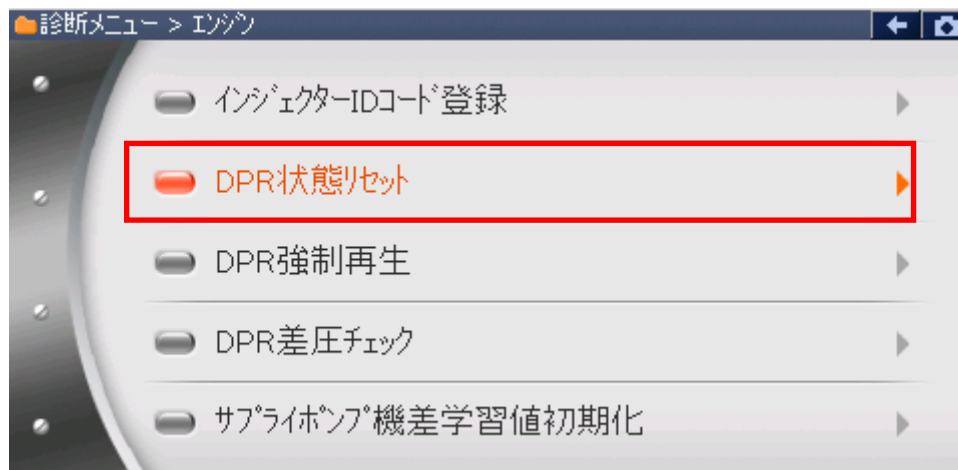 診断メニュー > エンジン
インジェクターIDコード登録
DPR状態リセット
DPR強制再生
DPR差圧チェック
サプライポンプ機差学習値初期化